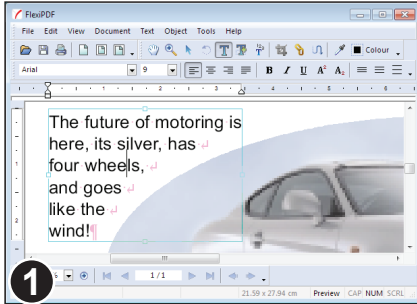 FlexiPDF
File Edit View Document Text Object Tools Help
Colour
Arial 9 B I U A² A₂
The future of motoring is
here, its silver, has
four wheels,
and goes
like the
wind!¶
1 % 1 / 1
21.59 x 27.94 cm Preview CAP NUM SCRL